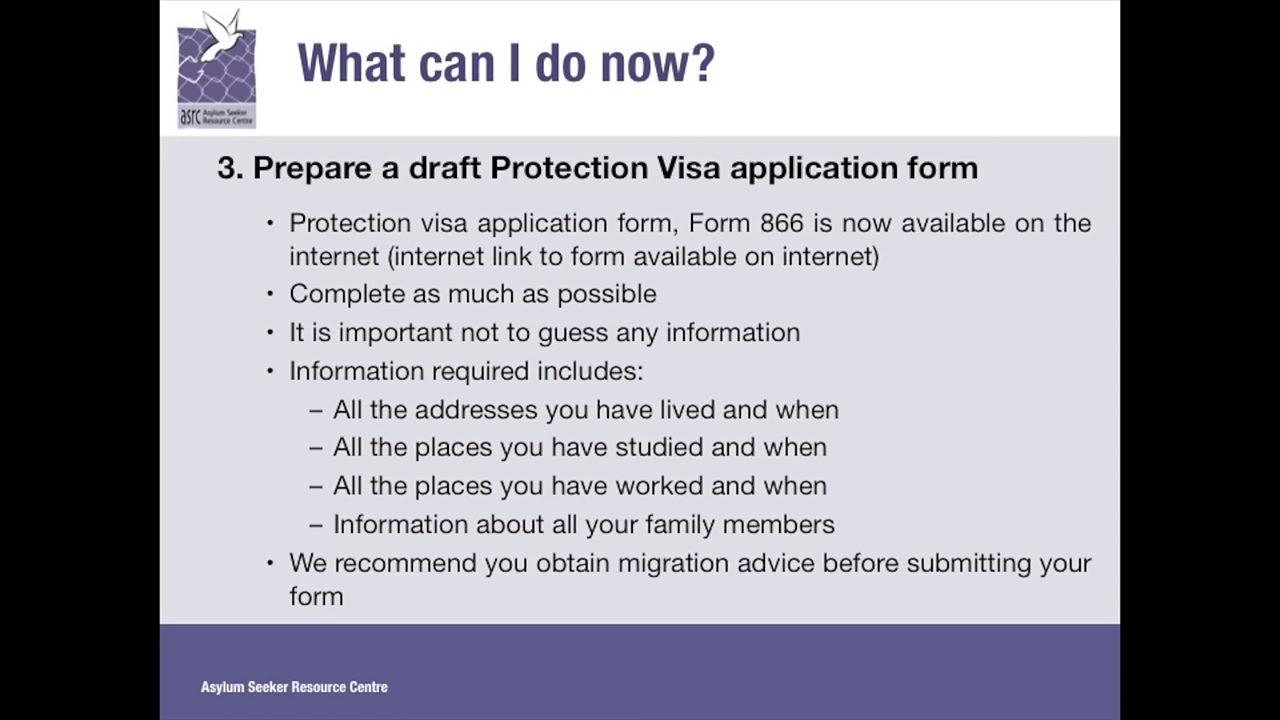 asrc Asylum Seeker
Resource Centre
What can I do now?
3. Prepare a draft Protection Visa application form
• Protection visa application form, Form 866 is now available on the
internet (internet link to form available on internet)
• Complete as much as possible
• It is important not to guess any information
• Information required includes:
– All the addresses you have lived and when
– All the places you have studied and when
– All the places you have worked and when
– Information about all your family members
• We recommend you obtain migration advice before submitting your
form
Asylum Seeker Resource Centre